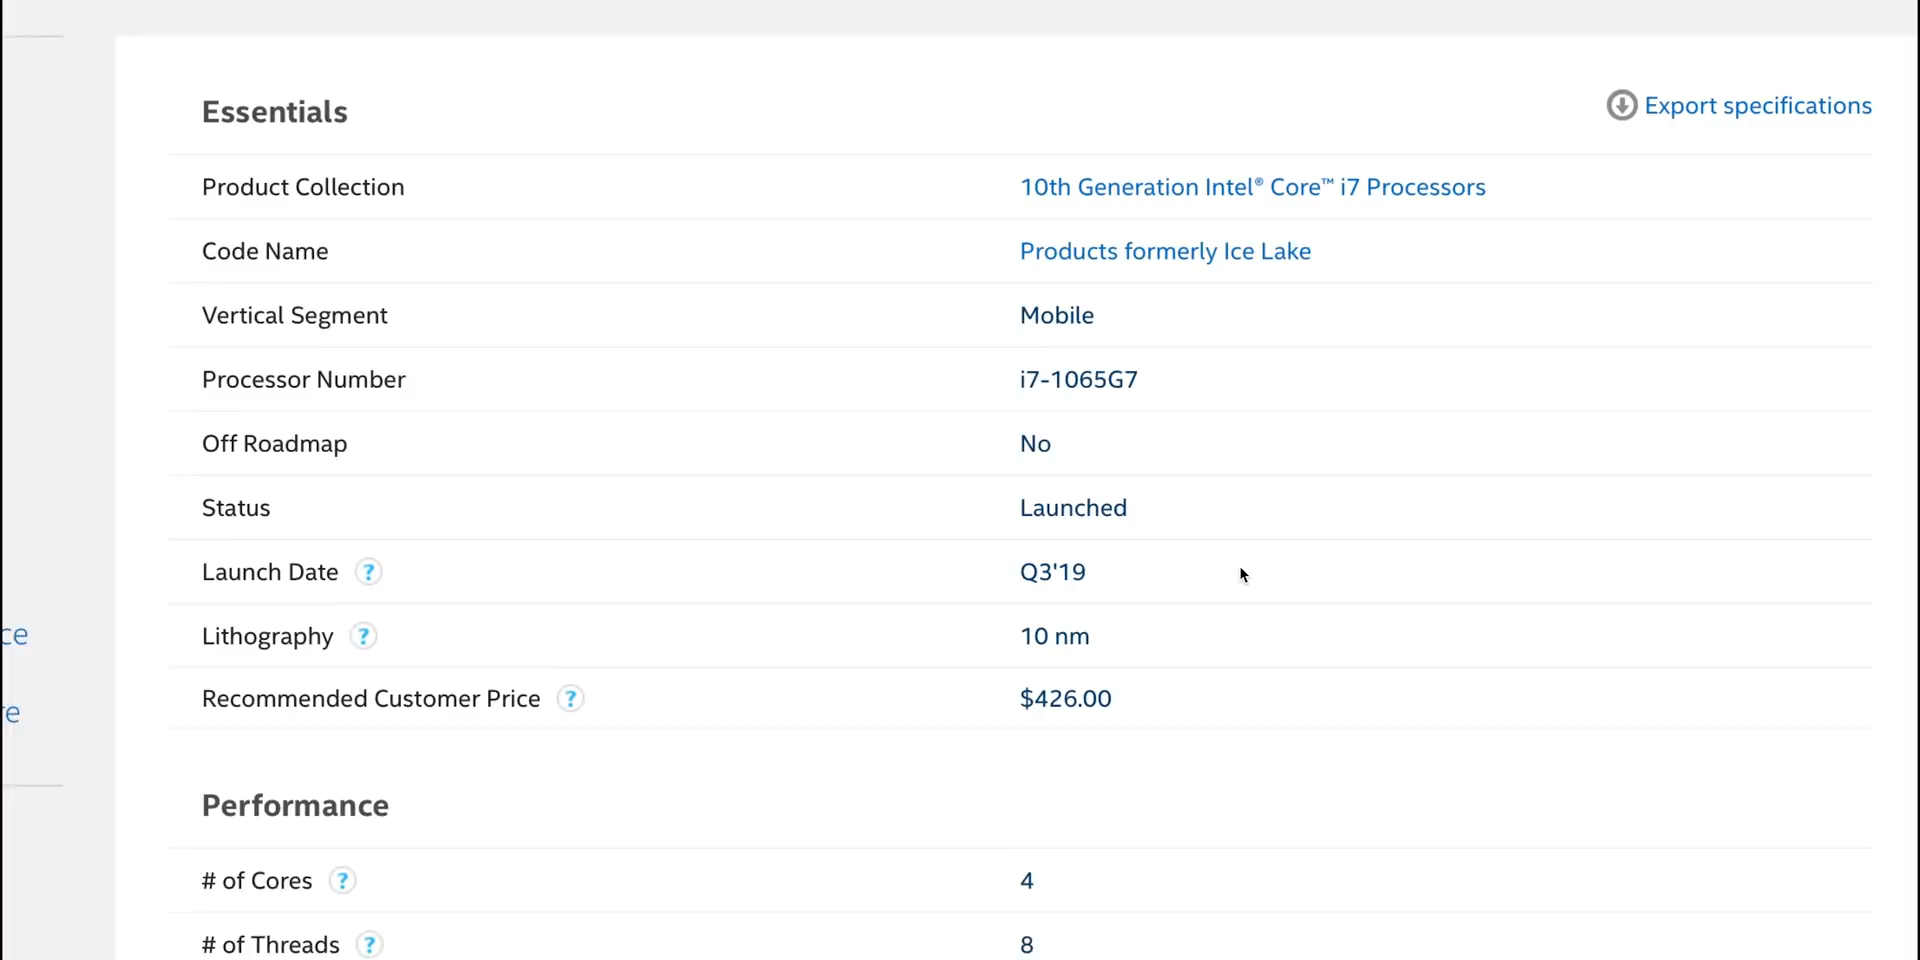 Essentials
Export specifications
Product Collection 10th Generation Intel® Core™ i7 Processors
Code Name Products formerly Ice Lake
Vertical Segment Mobile
Processor Number i7-1065G7
Off Roadmap No
Status Launched
Launch Date ? Q3'19
ce
Lithography ? 10 nm
re
Recommended Customer Price ? $426.00
Performance
# of Cores ? 4
# of Threads ? 8